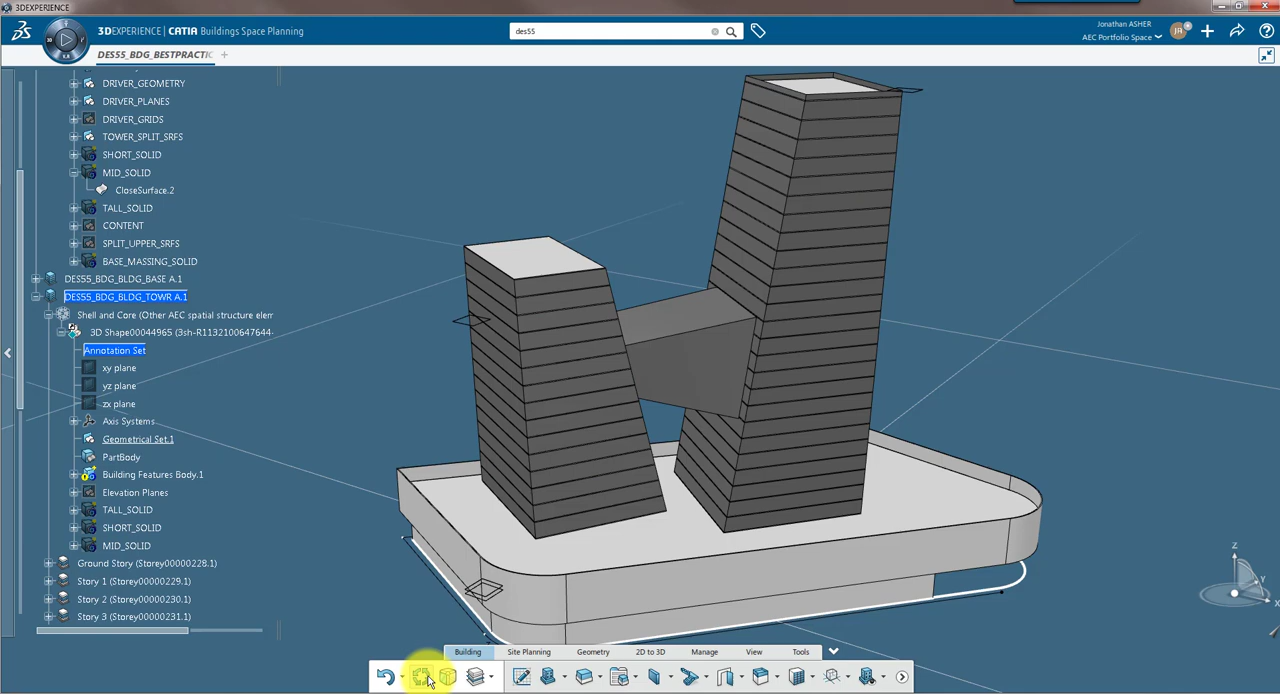 3DEXPERIENCE
3DEXPERIENCE | CATIA Buildings Space Planning
des55
Jonathan ASHER
AEC Portfolio Space
JA
DES55_BDG_BESTPRACTIC
DRIVER_GEOMETRY
DRIVER_PLANES
DRIVER_GRIDS
TOWER_SPLIT_SRFS
SHORT_SOLID
MID_SOLID
CloseSurface.2
TALL_SOLID
CONTENT
SPLIT_UPPER_SRFS
BASE_MASSING_SOLID
DES55_BDG_BLDG_BASE A.1
DES55_BDG_BLDG_TOWR A.1
Shell and Core (Other AEC spatial structure elem
3D Shape00044965 (3sh-R1132100647644-
Annotation Set
xy plane
yz plane
zx plane
Axis Systems
Geometrical Set.1
PartBody
Building Features Body.1
Elevation Planes
TALL_SOLID
SHORT_SOLID
MID_SOLID
Ground Story (Storey00000228.1)
Story 1 (Storey00000229.1)
Story 2 (Storey00000230.1)
Story 3 (Storey00000231.1)
Z
Y
X
Building Site Planning Geometry 2D to 3D Manage View Tools